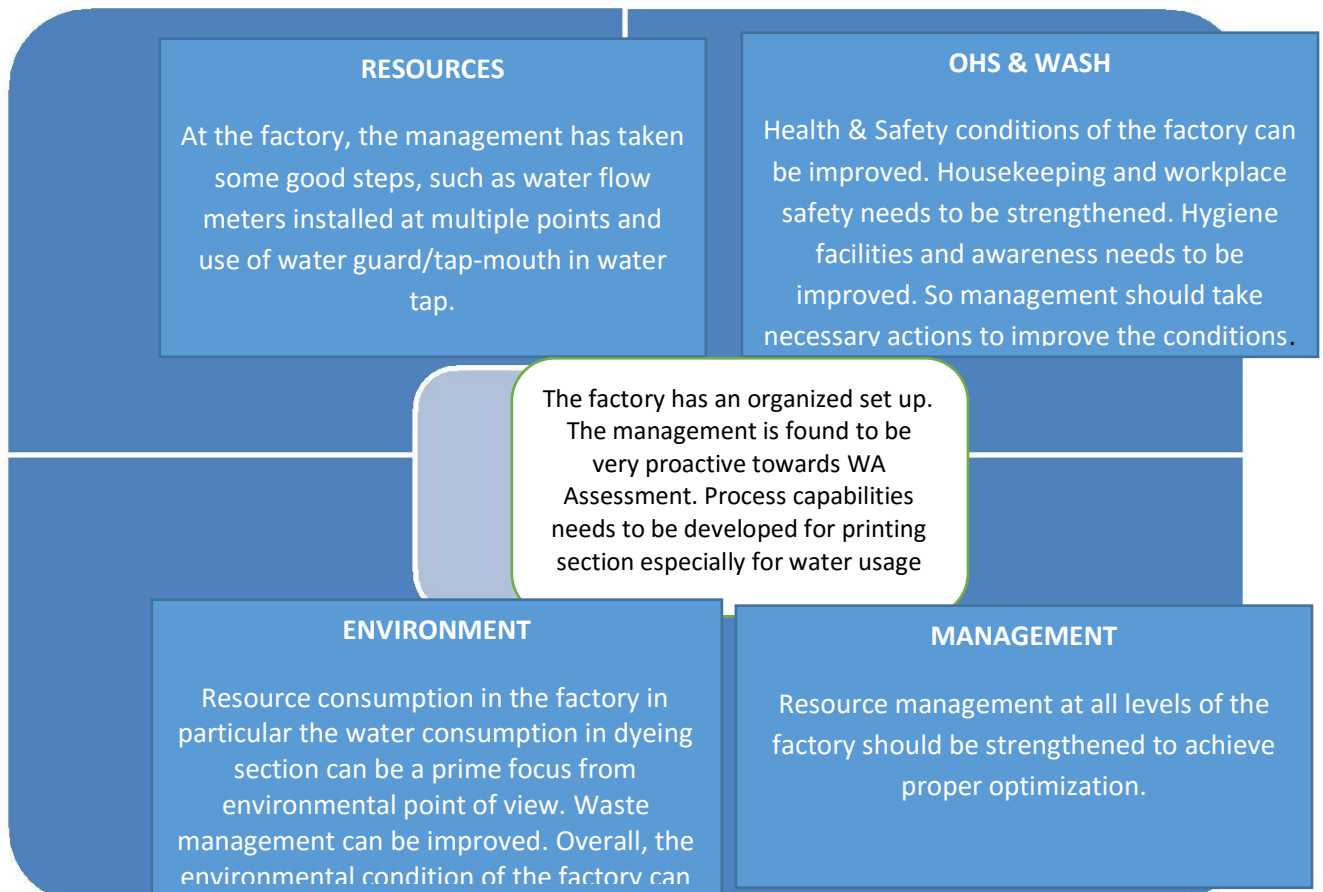 RESOURCES
At the factory, the management has taken
some good steps, such as water flow
meters installed at multiple points and
use of water guard/tap-mouth in water
tap.
OHS & WASH
Health & Safety conditions of the factory can
be improved. Housekeeping and workplace
safety needs to be strengthened. Hygiene
facilities and awareness needs to be
improved. So management should take
necessary actions to improve the conditions.
The factory has an organized set up.
The management is found to be
very proactive towards WA
Assessment. Process capabilities
needs to be developed for printing
section especially for water usage
ENVIRONMENT
Resource consumption in the factory in
particular the water consumption in dyeing
section can be a prime focus from
environmental point of view. Waste
management can be improved. Overall, the
environmental condition of the factory can
MANAGEMENT
Resource management at all levels of the
factory should be strengthened to achieve
proper optimization.